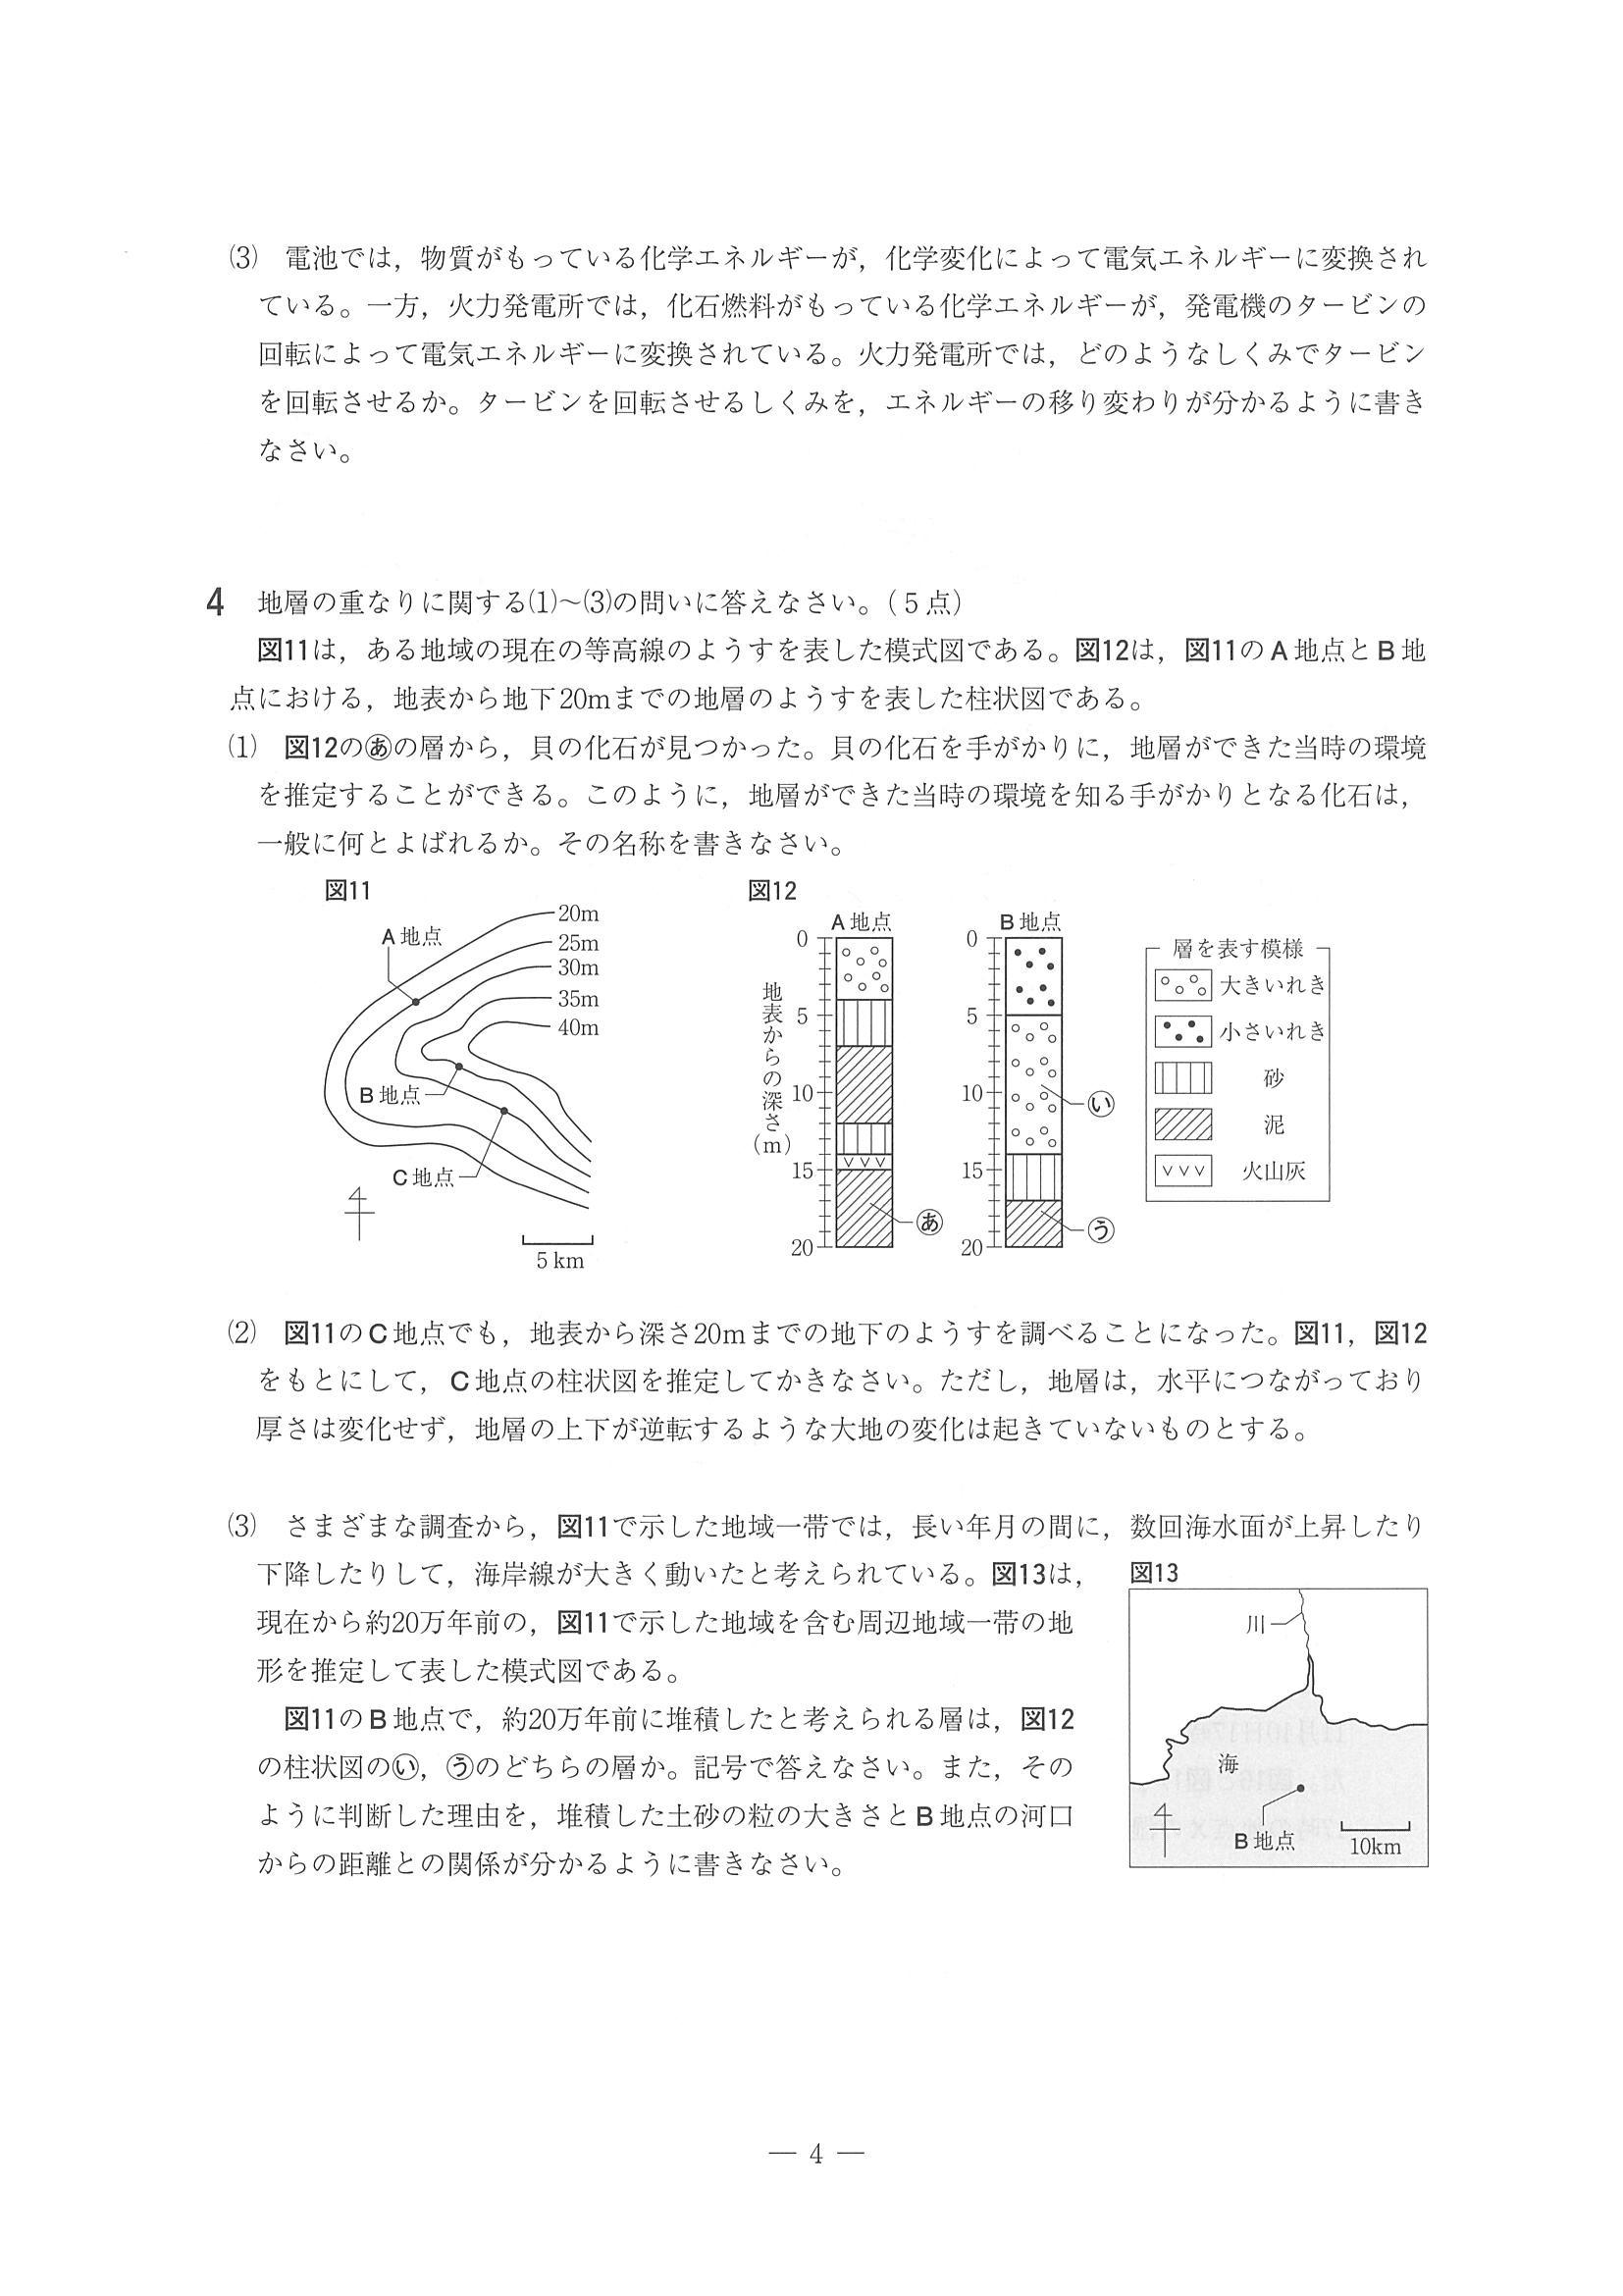 ⑶　電池では，物質がもっている化学エネルギーが，化学変化によって電気エネルギーに変換され
ている。一方，火力発電所では，化石燃料がもっている化学エネルギーが，発電機のタービンの
回転によって電気エネルギーに変換されている。火力発電所では，どのようなしくみでタービン
を回転させるか。タービンを回転させるしくみを，エネルギーの移り変わりが分かるように書き
なさい。
4　地層の重なりに関する⑴～⑶の問いに答えなさい。（５点）
図11は，ある地域の現在の等高線のようすを表した模式図である。図12は，図11のＡ地点とＢ地
点における，地表から地下20mまでの地層のようすを表した柱状図である。
⑴　図12のあの層から，貝の化石が見つかった。貝の化石を手がかりに，地層ができた当時の環境
を推定することができる。このように，地層ができた当時の環境を知る手がかりとなる化石は，
一般に何とよばれるか。その名称を書きなさい。
図11
20m
25m
30m
35m
40m
A 地点
B 地点
C 地点
5 km
図12
A 地点
B 地点
地表からの深さ(m)
0
5
10
15
20
あ
0
5
10
15
20
い
う
層を表す模様
大きいれき
小さいれき
砂
泥
火山灰
⑵　図11のＣ地点でも，地表から深さ20mまでの地下のようすを調べることになった。図11，図12
をもとにして，Ｃ地点の柱状図を推定してかきなさい。ただし，地層は，水平につながっており
厚さは変化せず，地層の上下が逆転するような大地の変化は起きていないものとする。
⑶　さまざまな調査から，図11で示した地域一帯では，長い年月の間に，数回海水面が上昇したり
下降したりして，海岸線が大きく動いたと考えられている。図13は，
現在から約20万年前の，図11で示した地域を含む周辺地域一帯の地
形を推定して表した模式図である。
図11のＢ地点で，約20万年前に堆積したと考えられる層は，図12
の柱状図のい，うのどちらの層か。記号で答えなさい。また，その
ように判断した理由を，堆積した土砂の粒の大きさとＢ地点の河口
からの距離との関係が分かるように書きなさい。
図13
川
海
B 地点
10km
— 4 —